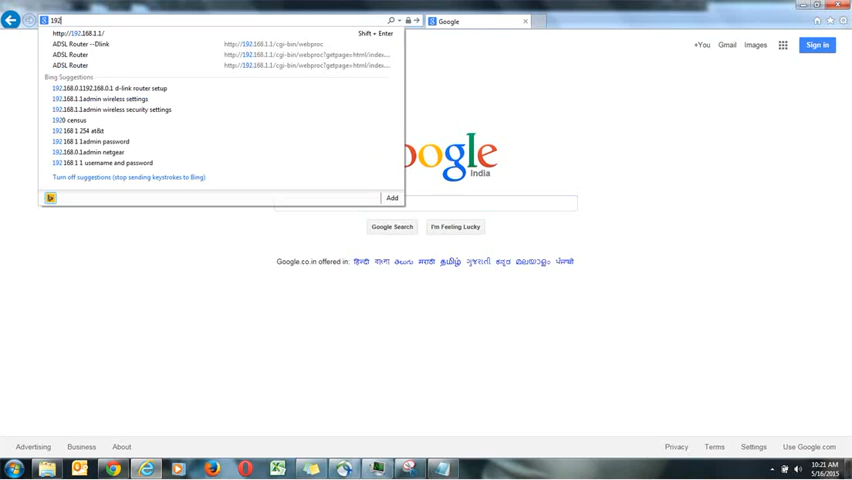 192
Google
http://192.168.1.1/ Shift + Enter
ADSL Router --Dlink http://192.168.1.1/cgi-bin/webproc
ADSL Router http://192.168.1.1/cgi-bin/webproc?getpage=html/index...
ADSL Router http://192.168.1.1/cgi-bin/webproc?getpage=html/index...
Bing Suggestions
192.168.0.1192.168.0.1 d-link router setup
192.168.1.1admin wireless settings
192.168.1.1admin wireless security settings
1920 census
192 168 1 254 at&t
192 168 1 1admin password
192.168.0.1admin netgear
192 168 1 1 username and password
Turn off suggestions (stop sending keystrokes to Bing)
Add
+You Gmail Images Sign in
ogle
India
Google Search I'm Feeling Lucky
Google.co.in offered in: हिन्दी বাংলা తెలుగు मराठी தமிழ் ગુજરાતી ಕನ್ನಡ മലയാളം ਪੰਜਾਬੀ
Advertising Business About Privacy Terms Settings Use Google.com
10:21 AM
5/16/2015